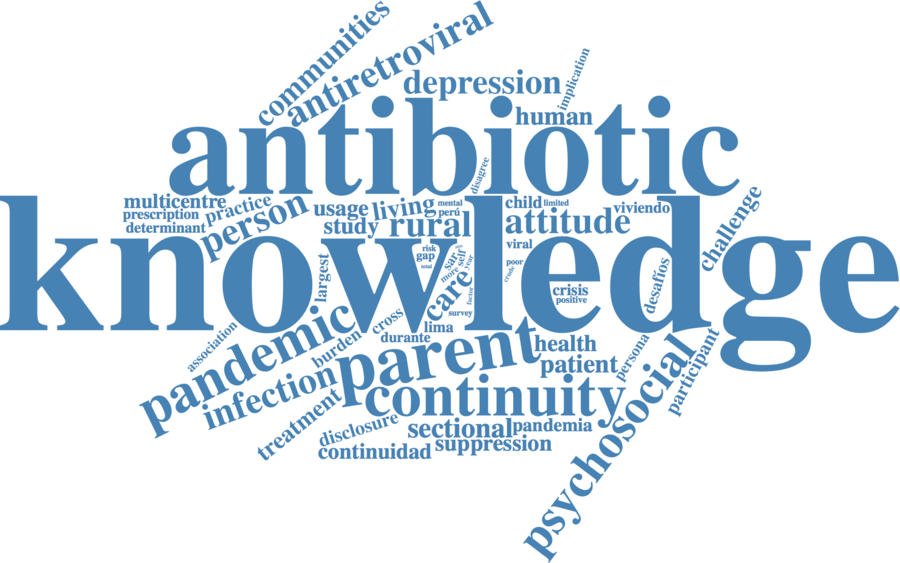 communities
antiretroviral
depression
implication
human
antibiotic
disagree
knowledge
multicentre
prescription
determinant
practice
person
usage
living
mental
perú
study
rural
child
limited
attitude
viviendo
challenge
viral
risk
gap
total
sars
more
self
year
poor
crude
care
factor
survey
crisis
positive
desafíos
largest
pandemic
association
burden
cross
durante
lima
parent
health
patient
persona
participant
infection
continuity
psychosocial
treatment
disclosure
sectional
pandemia
continuidad
suppression